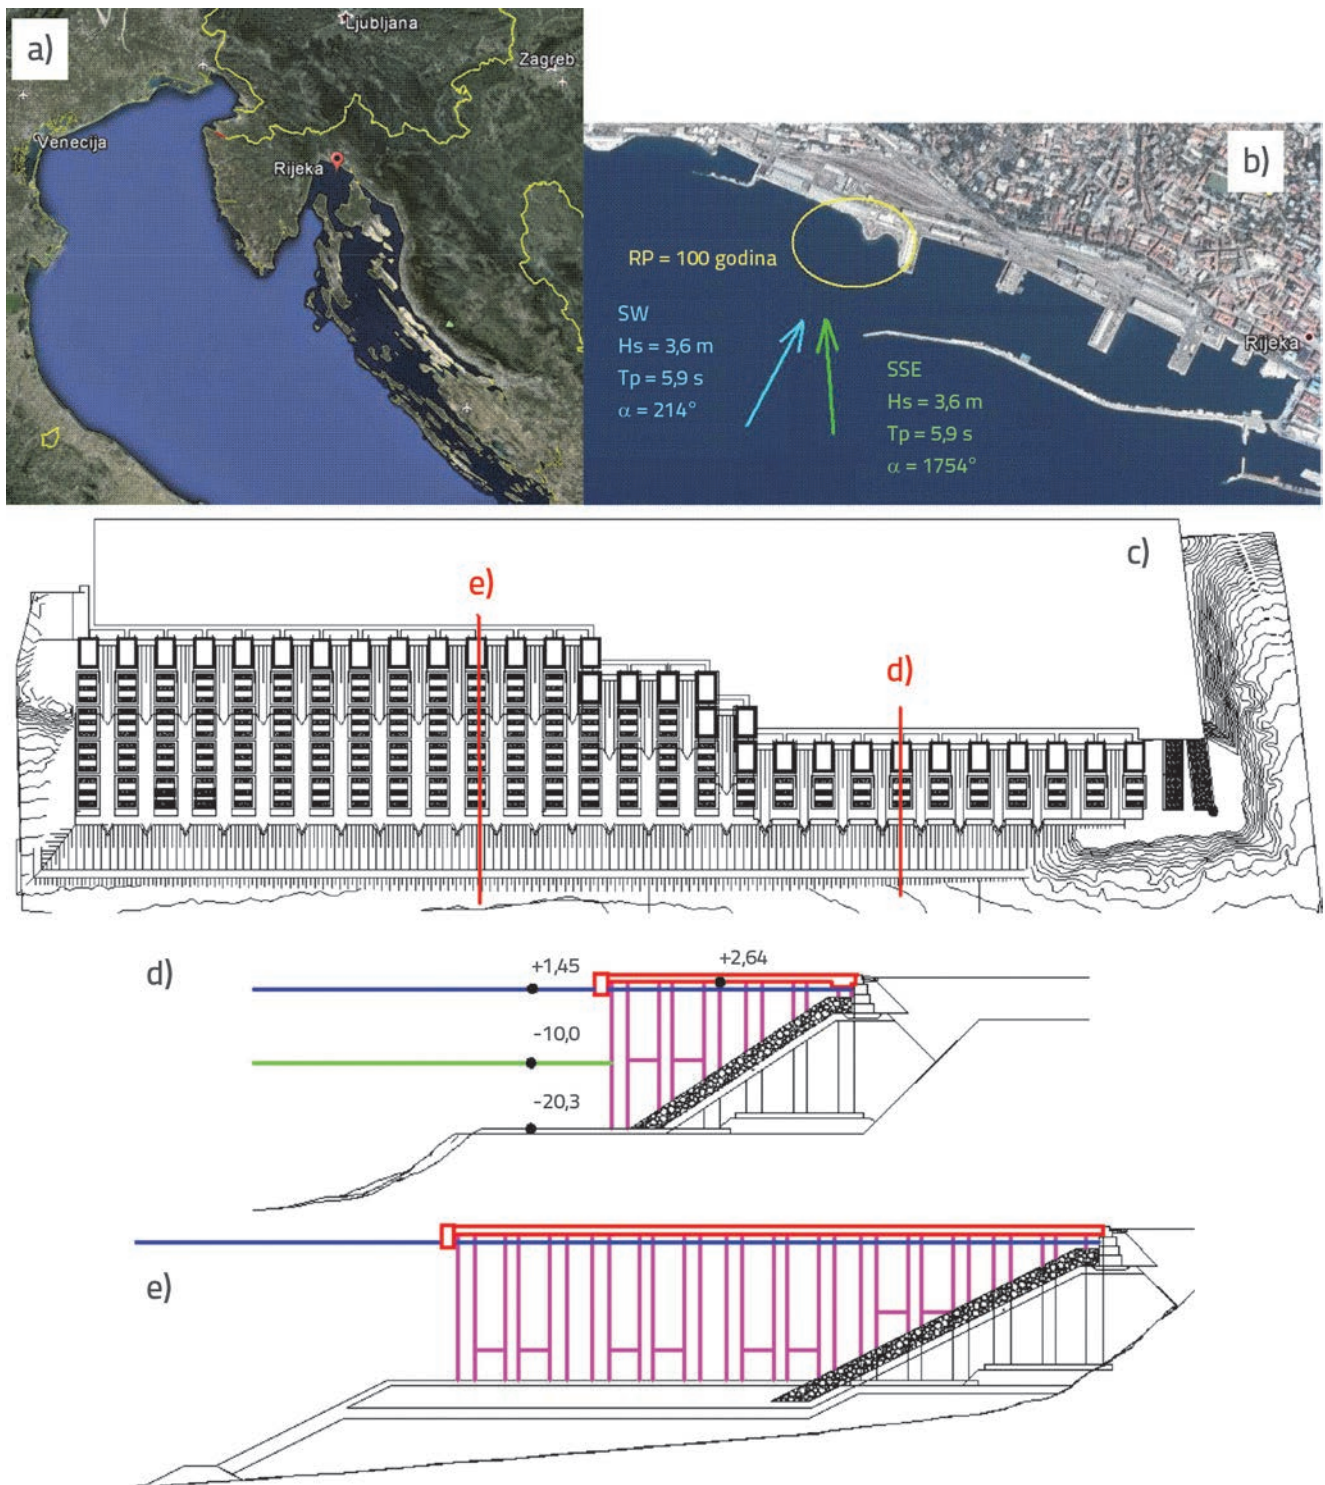 a)
Ljubljana
Zagreb
Venecija
Rijeka
b)
RP = 100 godina
SW
Hs = 3,6 m
Tp = 5,9 s
α = 214°
SSE
Hs = 3,6 m
Tp = 5,9 s
α = 1754°
Rijeka
c)
e)
d)
d)
+1,45
+2,64
-10,0
-20,3
e)